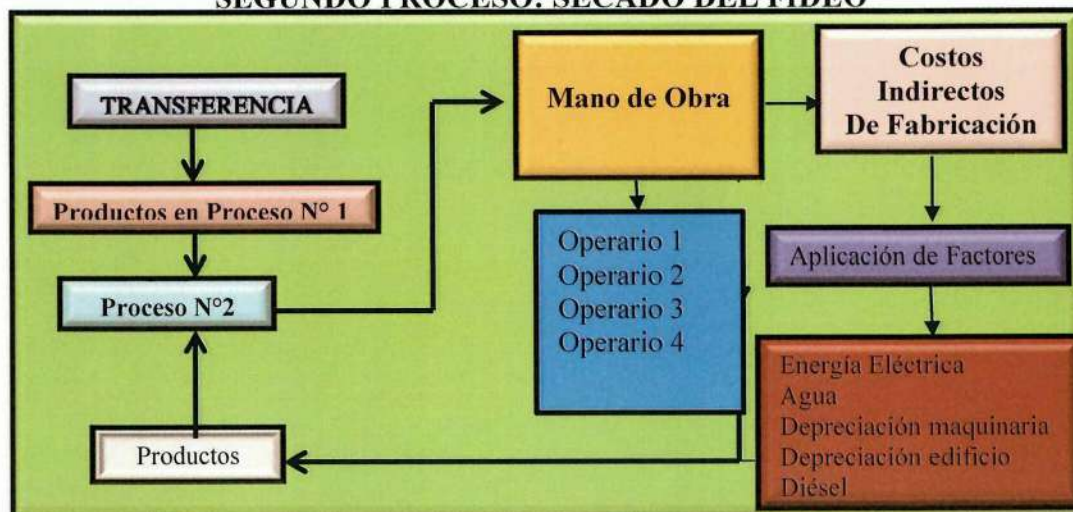 SEGUNDO PROCESO: SECADO DEL FIDEO
TRANSFERENCIA
Productos en Proceso N° 1
Proceso N°2
Productos
Mano de Obra
Operario 1
Operario 2
Operario 3
Operario 4
Costos
Indirectos
De Fabricación
Aplicación de Factores
Energía Eléctrica
Agua
Depreciación maquinaria
Depreciación edificio
Diésel